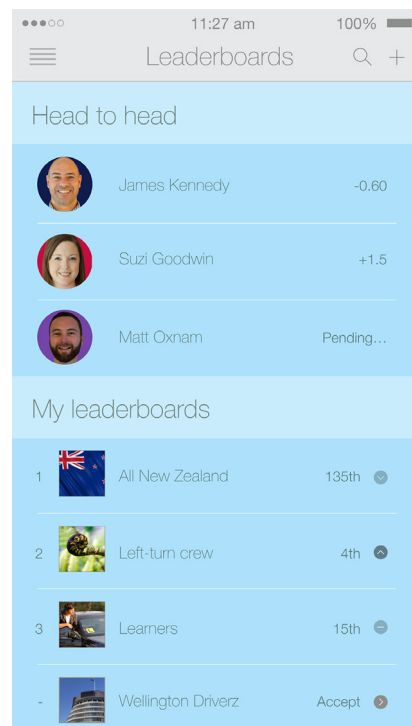 11:27 am 100%
Leaderboards
Head to head
James Kennedy -0.60
Suzi Goodwin +1.5
Matt Oxnam Pending...
My leaderboards
1 All New Zealand 135th
2 Left-turn crew 4th
3 Learners 15th
- Wellington Driverz Accept